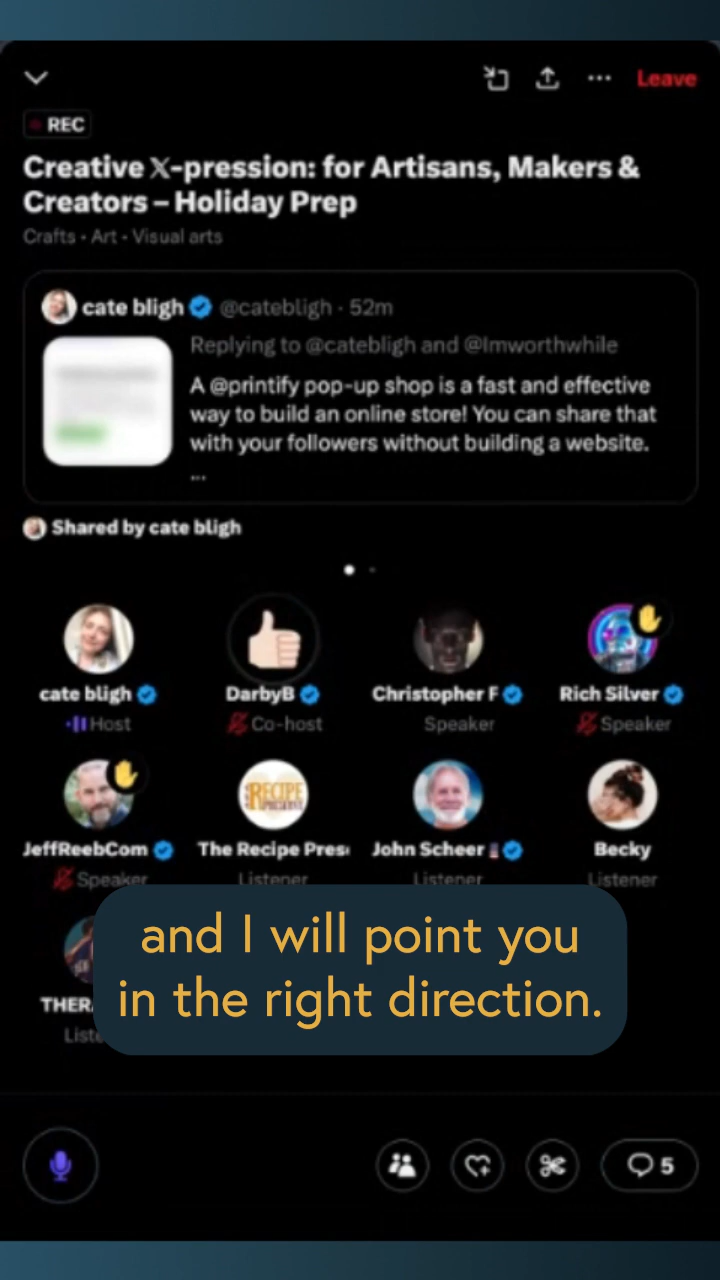 Leave
REC
Creative 𝕏-pression: for Artisans, Makers &
Creators – Holiday Prep
Crafts • Art • Visual arts
cate bligh @catebligh · 52m
Replying to @catebligh and @Imworthwhile
A @printify pop-up shop is a fast and effective
way to build an online store! You can share that
with your followers without building a website.
...
Shared by cate bligh
cate bligh DarbyB Christopher F Rich Silver
Host Co-host Speaker Speaker
RECIPE
JeffReebCom The Recipe Pres John Scheer Becky
Speaker Listener Listener Listener
and I will point you
in the right direction.
THER
Liste
5